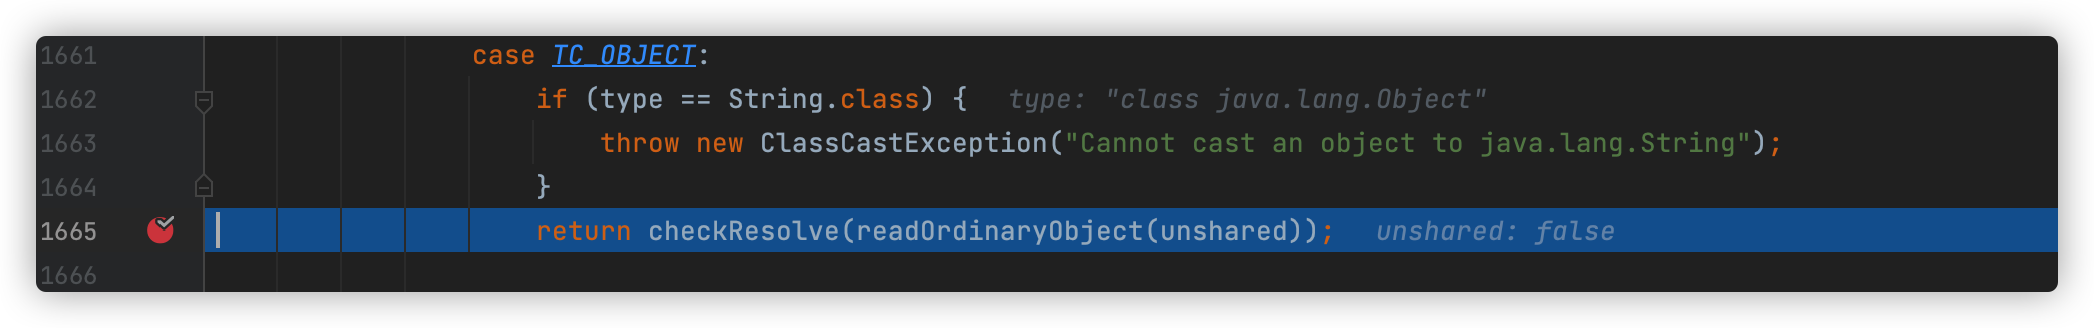 1661 case TC_OBJECT:
1662 if (type == String.class) { type: "class java.lang.Object"
1663 throw new ClassCastException("Cannot cast an object to java.lang.String");
1664 }
1665 return checkResolve(readOrdinaryObject(unshared)); unshared: false
1666